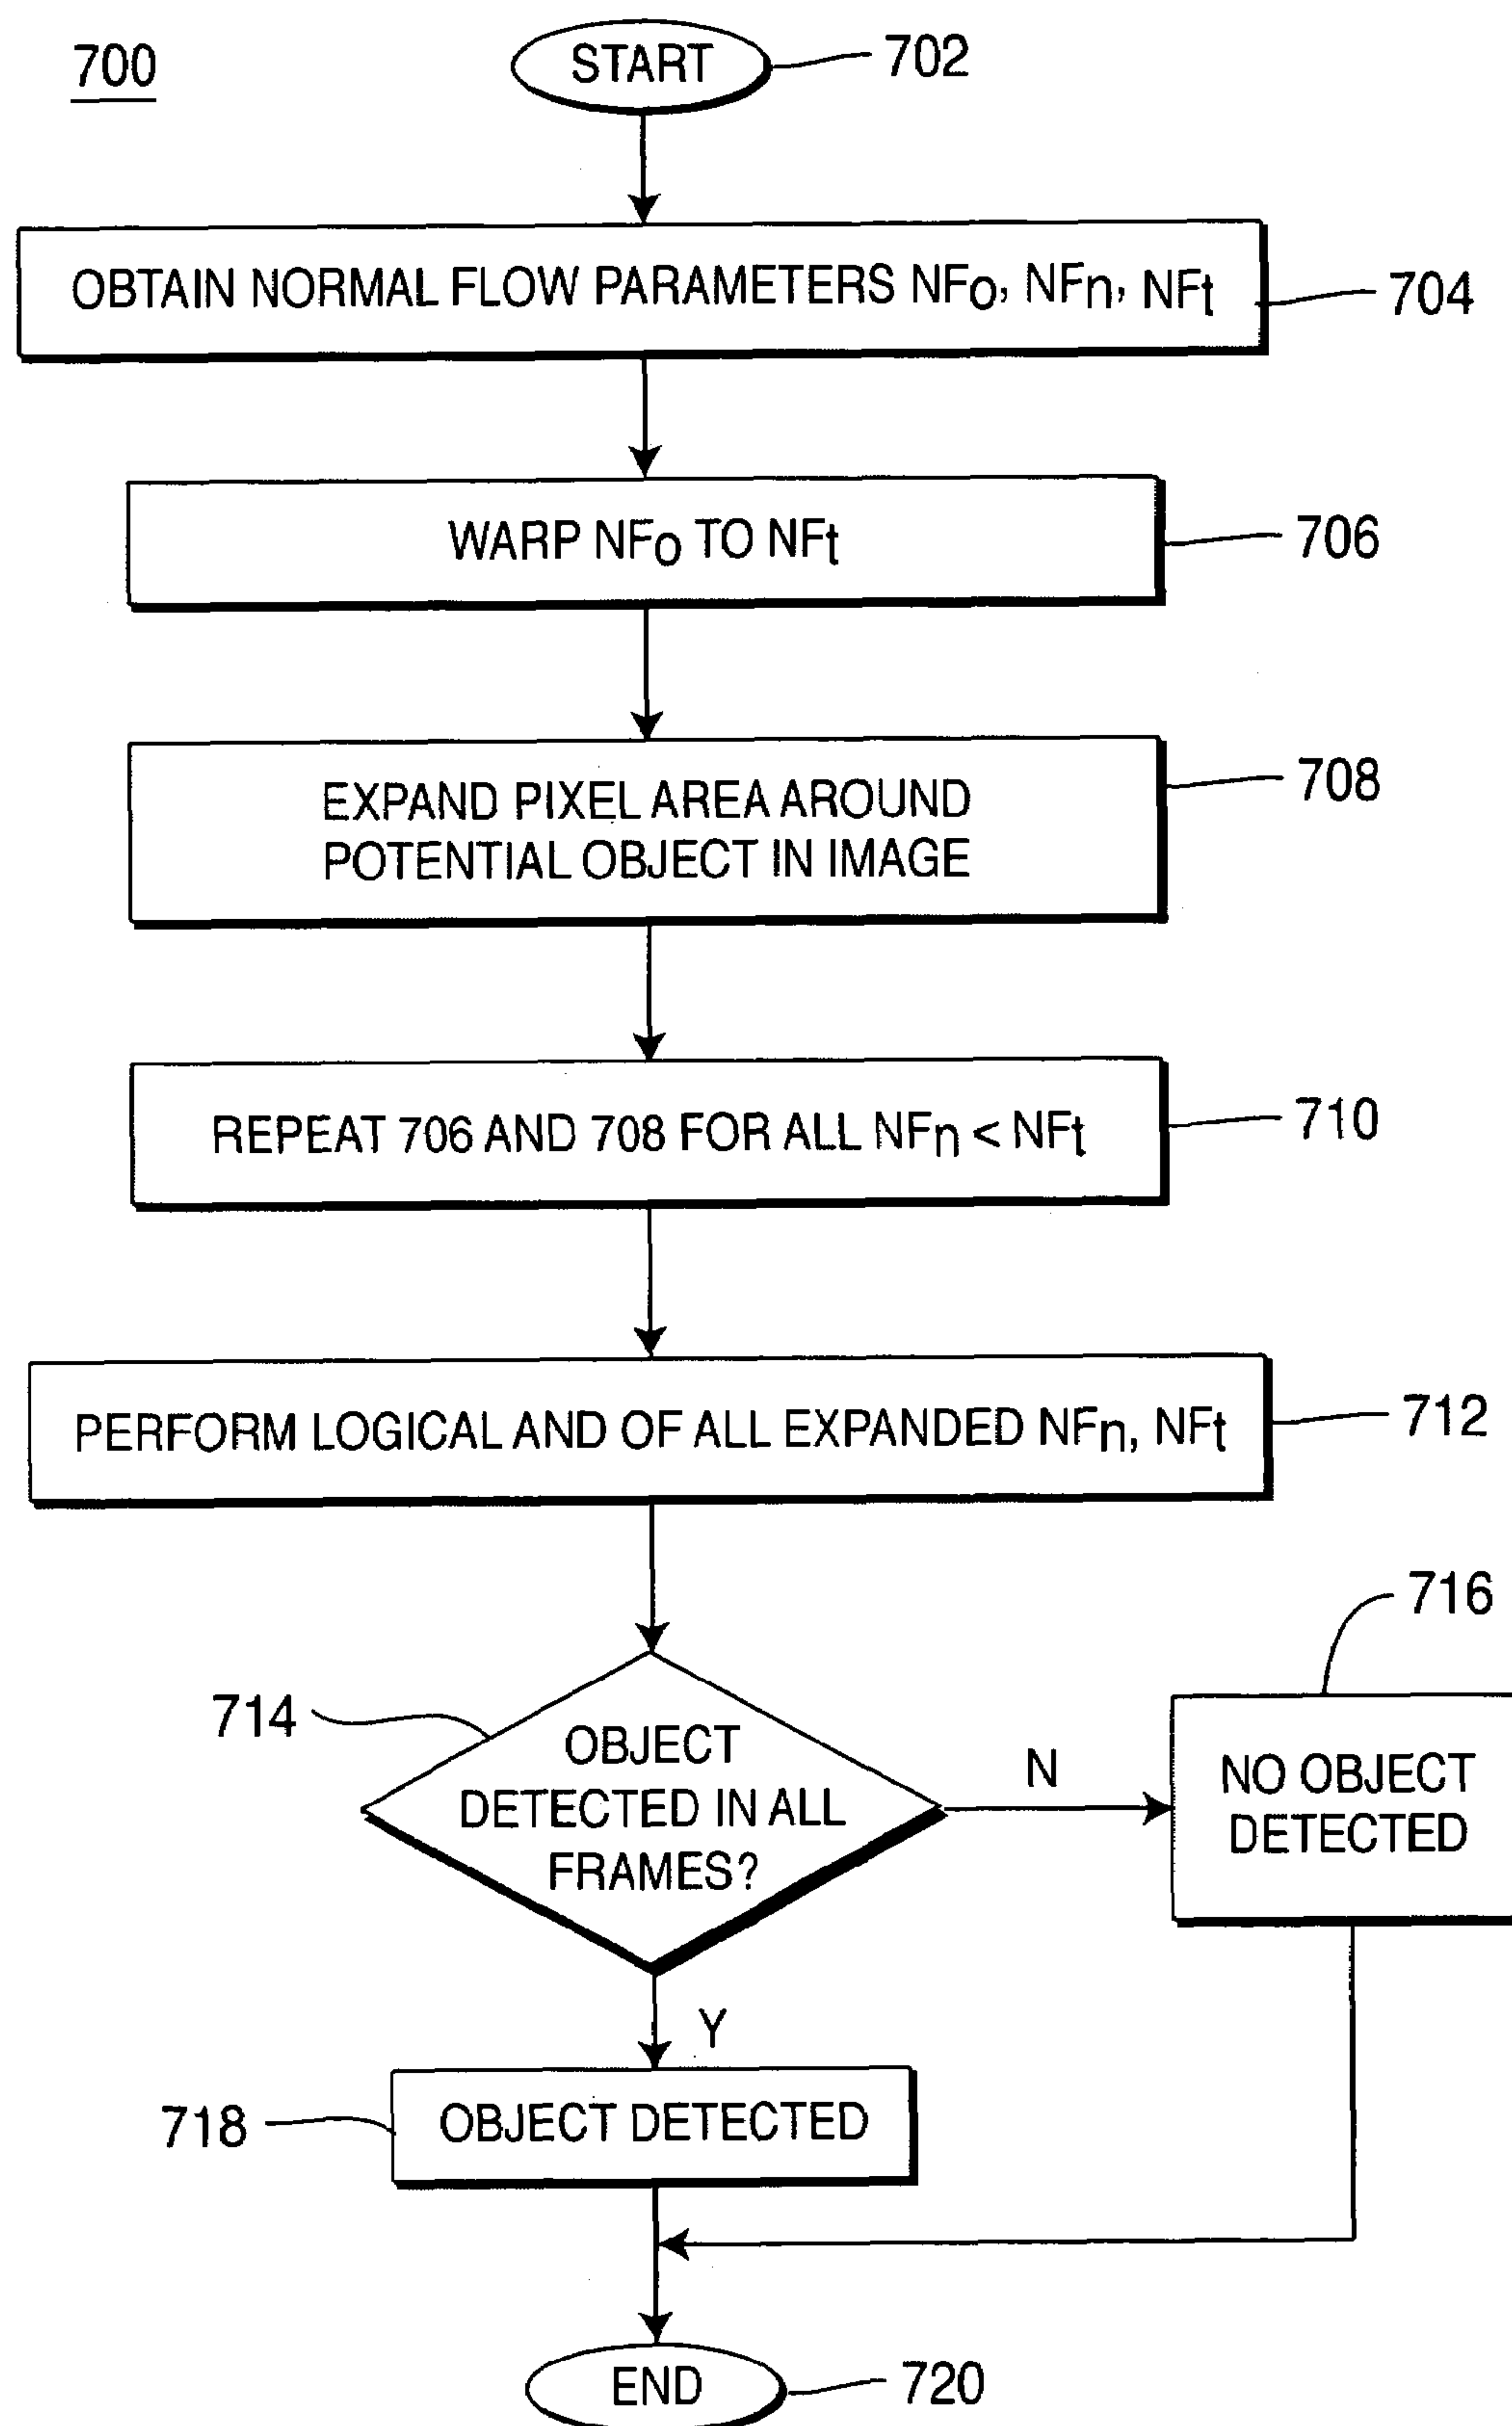 700
START
702
OBTAIN NORMAL FLOW PARAMETERS NFo, NFn, NFt
704
WARP NFo TO NFt
706
EXPAND PIXEL AREA AROUND
POTENTIAL OBJECT IN IMAGE
708
REPEAT 706 AND 708 FOR ALL NFn < NFt
710
PERFORM LOGICAL AND OF ALL EXPANDED NFn, NFt
712
714
OBJECT
DETECTED IN ALL
FRAMES?
N
716
NO OBJECT
DETECTED
Y
718
OBJECT DETECTED
END
720